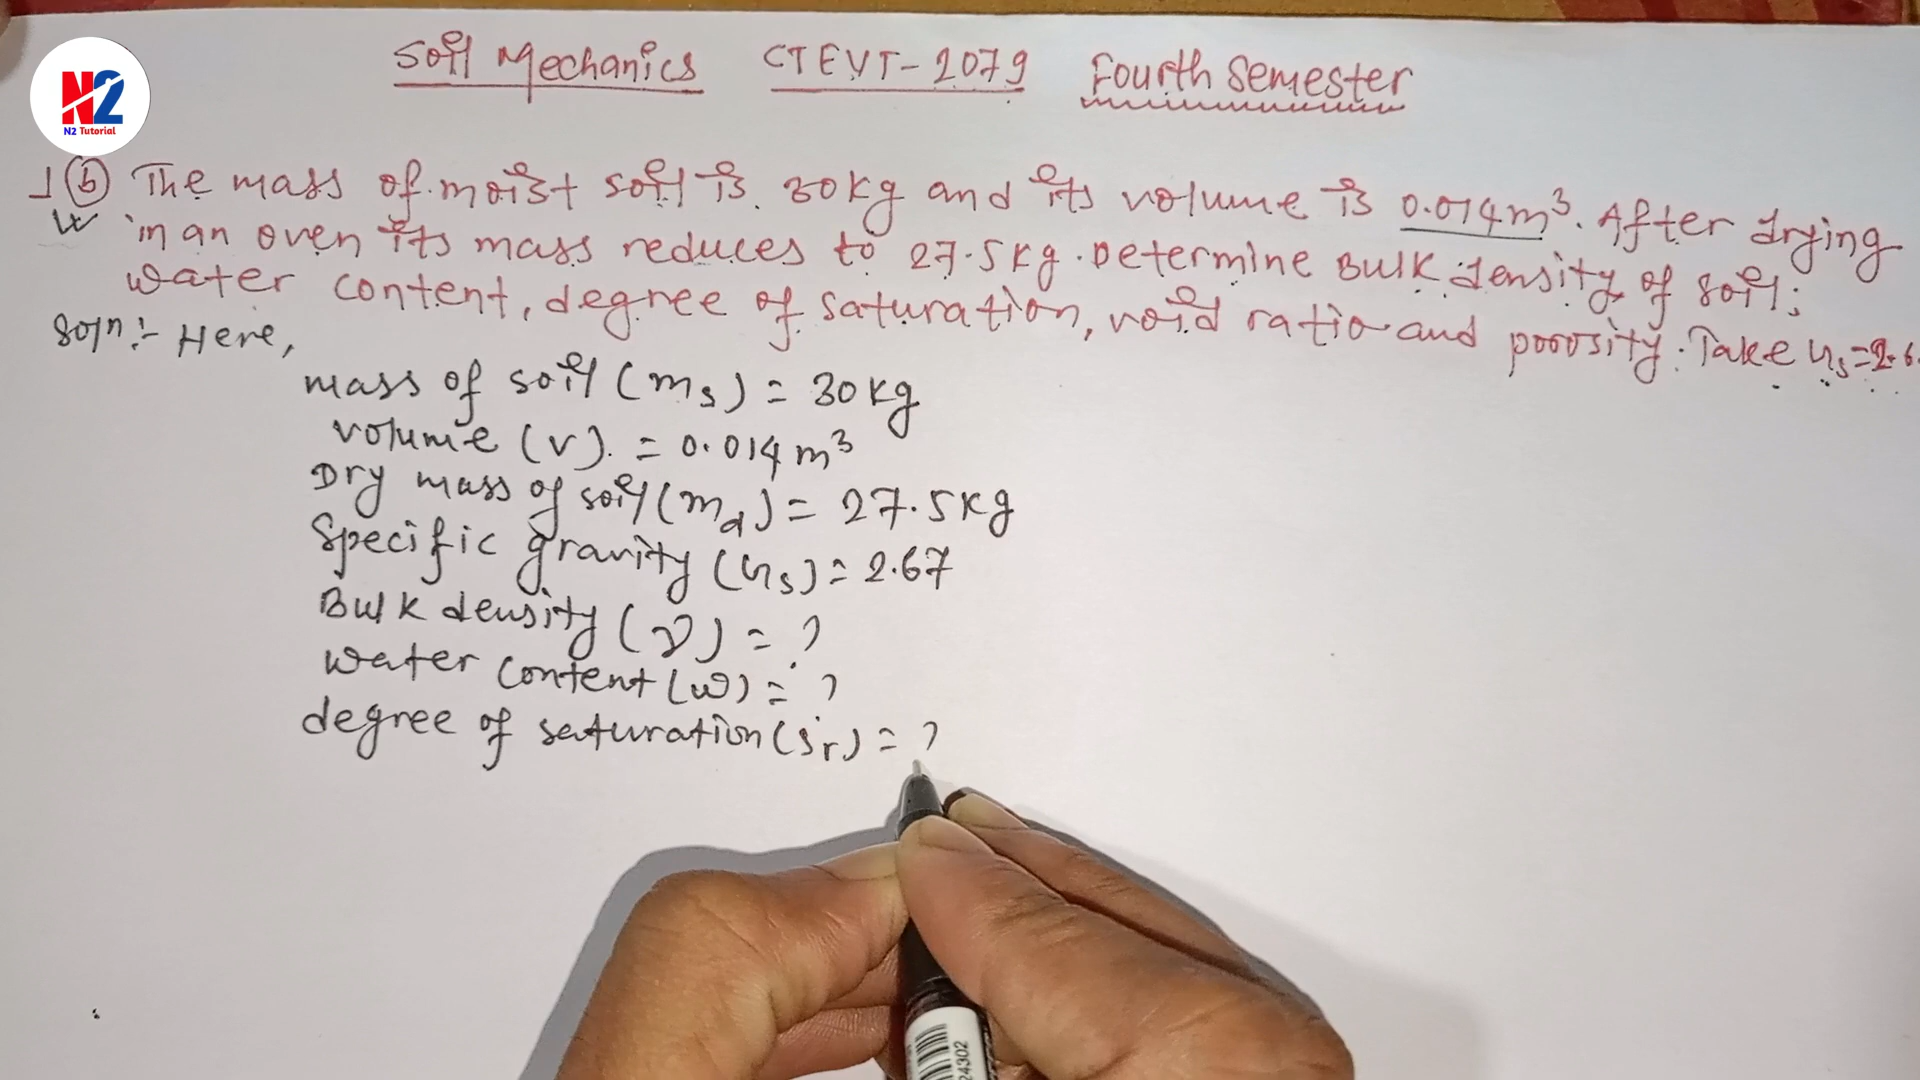 Soil Mechanics CTEVT-2079 Fourth Semester
N2
N2 Tutorial
1 (b) The mass of moist soil is 30kg and its volume is 0.014m³. After drying
in an oven its mass reduces to 27.5kg. Determine Bulk density of soil;
water content, degree of saturation, void ratio and porosity. Take Gs=2.6
Soln:- Here,
mass of soil (ms) = 30kg
volume (v) = 0.014m³
Dry mass of soil (md) = 27.5kg
Specific gravity (Gs) = 2.67
Bulk density (γ) = ?
water content (w) = ?
degree of saturation (sr) = ?
24302